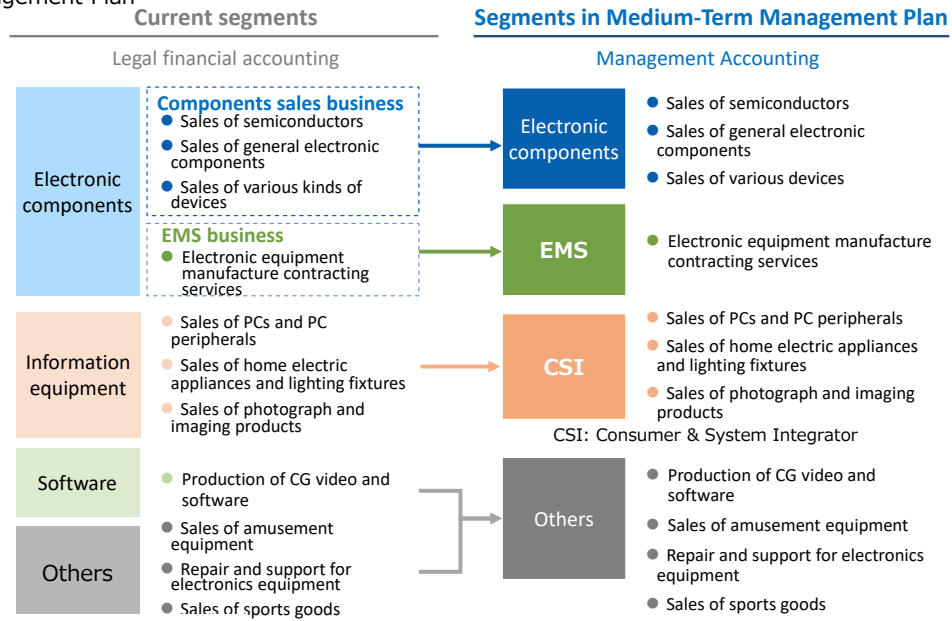 agement Plan
Current segments
Segments in Medium-Term Management Plan
Legal financial accounting
Management Accounting
Electronic
components
Components sales business
● Sales of semiconductors
● Sales of general electronic
components
● Sales of various kinds of
devices
EMS business
● Electronic equipment
manufacture contracting
services
Electronic
components
● Sales of semiconductors
● Sales of general electronic
components
● Sales of various devices
EMS
● Electronic equipment manufacture
contracting services
Information
equipment
● Sales of PCs and PC
peripherals
● Sales of home electric
appliances and lighting fixtures
● Sales of photograph and
imaging products
CSI
● Sales of PCs and PC peripherals
● Sales of home electric appliances
and lighting fixtures
● Sales of photograph and imaging
products
CSI: Consumer & System Integrator
Software
● Production of CG video and
software
Others
● Sales of amusement
equipment
● Repair and support for
electronics equipment
● Sales of sports goods
Others
● Production of CG video and
software
● Sales of amusement equipment
● Repair and support for electronics
equipment
● Sales of sports goods